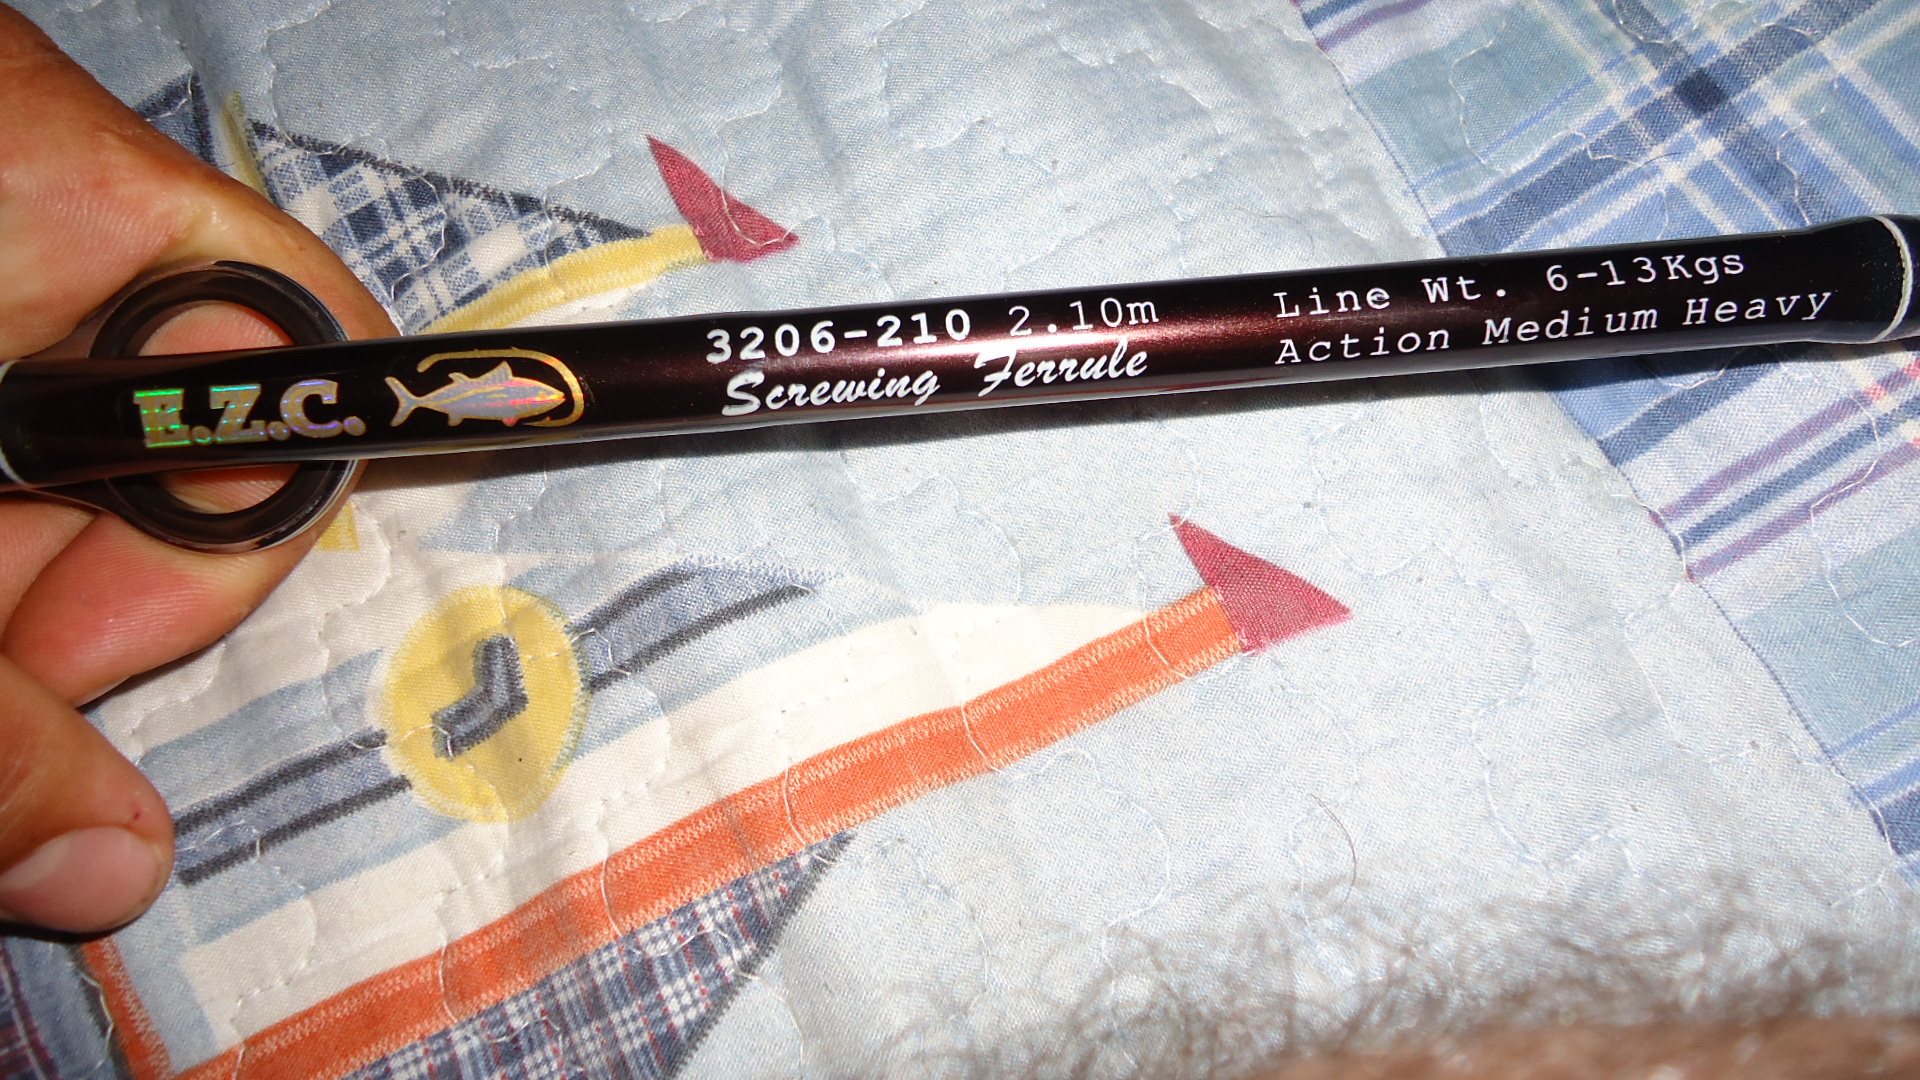 E.Z.C.
3206-210 2.10m
Screwing Ferrule
Line Wt. 6-13Kgs
Action Medium Heavy